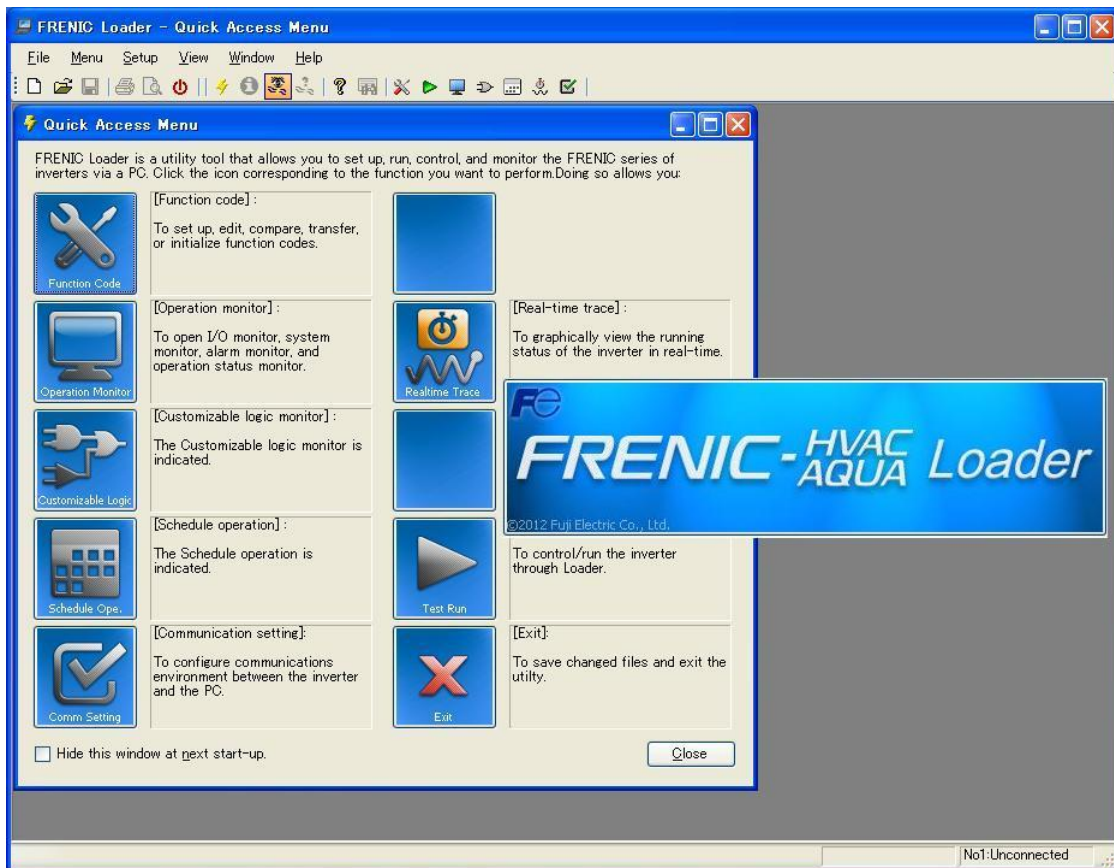 FRENIC Loader - Quick Access Menu
File Menu Setup View Window Help
Quick Access Menu
FRENIC Loader is a utility tool that allows you to set up, run, control, and monitor the FRENIC series of
inverters via a PC. Click the icon corresponding to the function you want to perform.Doing so allows you:
Function Code
[Function code] :
To set up, edit, compare, transfer,
or initialize function codes.
Operation Monitor
[Operation monitor] :
To open I/O monitor, system
monitor, alarm monitor, and
operation status monitor.
Realtime Trace
[Real-time trace] :
To graphically view the running
status of the inverter in real-time.
Customizable Logic
[Customizable logic monitor] :
The Customizable logic monitor is
indicated.
Fe
FRENIC-HVAC
AQUA Loader
©2012 Fuji Electric Co., Ltd.
Schedule Ope.
[Schedule operation] :
The Schedule operation is
indicated.
Test Run
To control/run the inverter
through Loader.
Comm Setting
[Communication setting]:
To configure communications
environment between the inverter
and the PC.
Exit
[Exit]:
To save changed files and exit the
utilty.
Hide this window at next start-up.
Close
No1:Unconnected